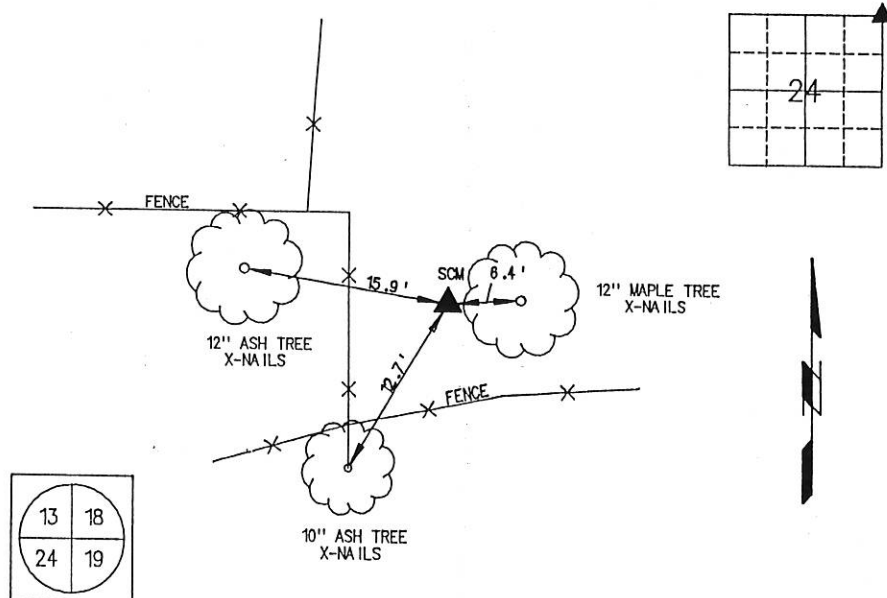 24
FENCE
SCM
15.9'
6.4'
12" MAPLE TREE
X-NAILS
12" ASH TREE
X-NAILS
12.7'
FENCE
N
13 18
24 19
10" ASH TREE
X-NAILS